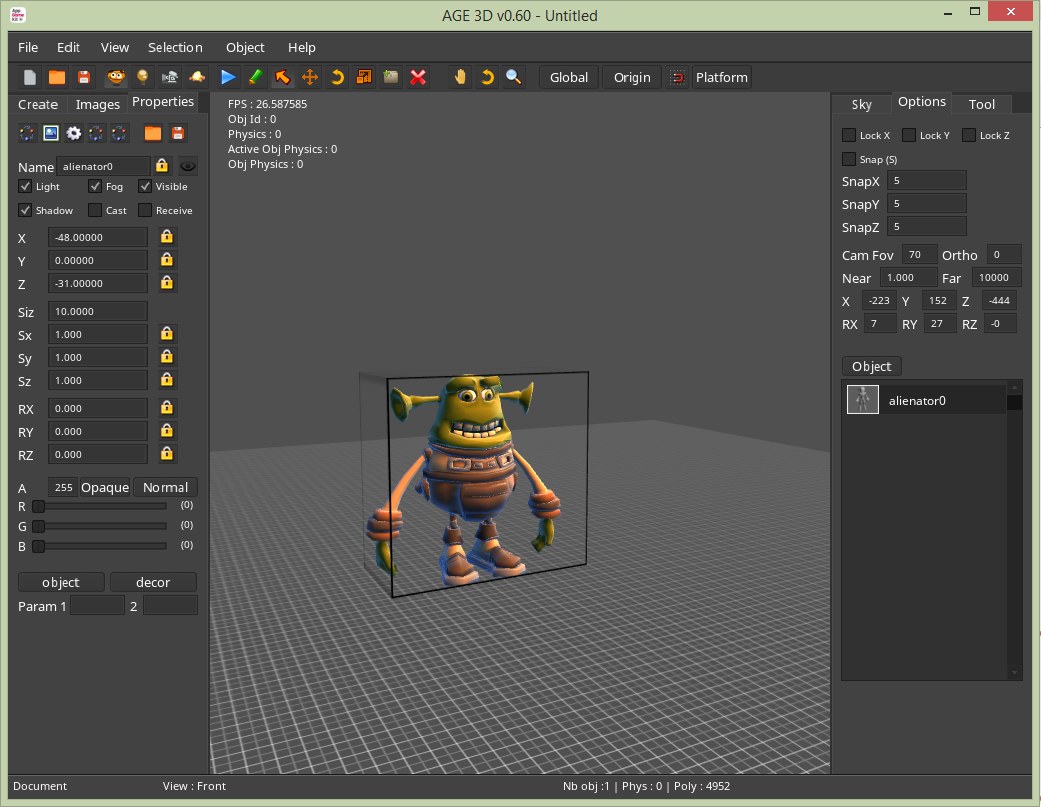 AGE 3D v0.60 - Untitled
File Edit View Selection Object Help
Global Origin Platform
Create Images Properties
Name alienator0
Light Fog Visible
Shadow Cast Receive
X -48.00000
Y 0.00000
Z -31.00000
Siz 10.0000
Sx 1.000
Sy 1.000
Sz 1.000
RX 0.000
RY 0.000
RZ 0.000
A 255 Opaque Normal
R (0)
G (0)
B (0)
object decor
Param 1 2
FPS : 26.587585
Obj Id : 0
Physics : 0
Active Obj Physics : 0
Obj Physics : 0
Sky Options Tool
Lock X Lock Y Lock Z
Snap (S)
SnapX 5
SnapY 5
SnapZ 5
Cam Fov 70 Ortho 0
Near 1.000 Far 10000
X -223 Y 152 Z -444
RX 7 RY 27 RZ -0
Object
alienator0
Document View : Front Nb obj :1 | Phys : 0 | Poly : 4952